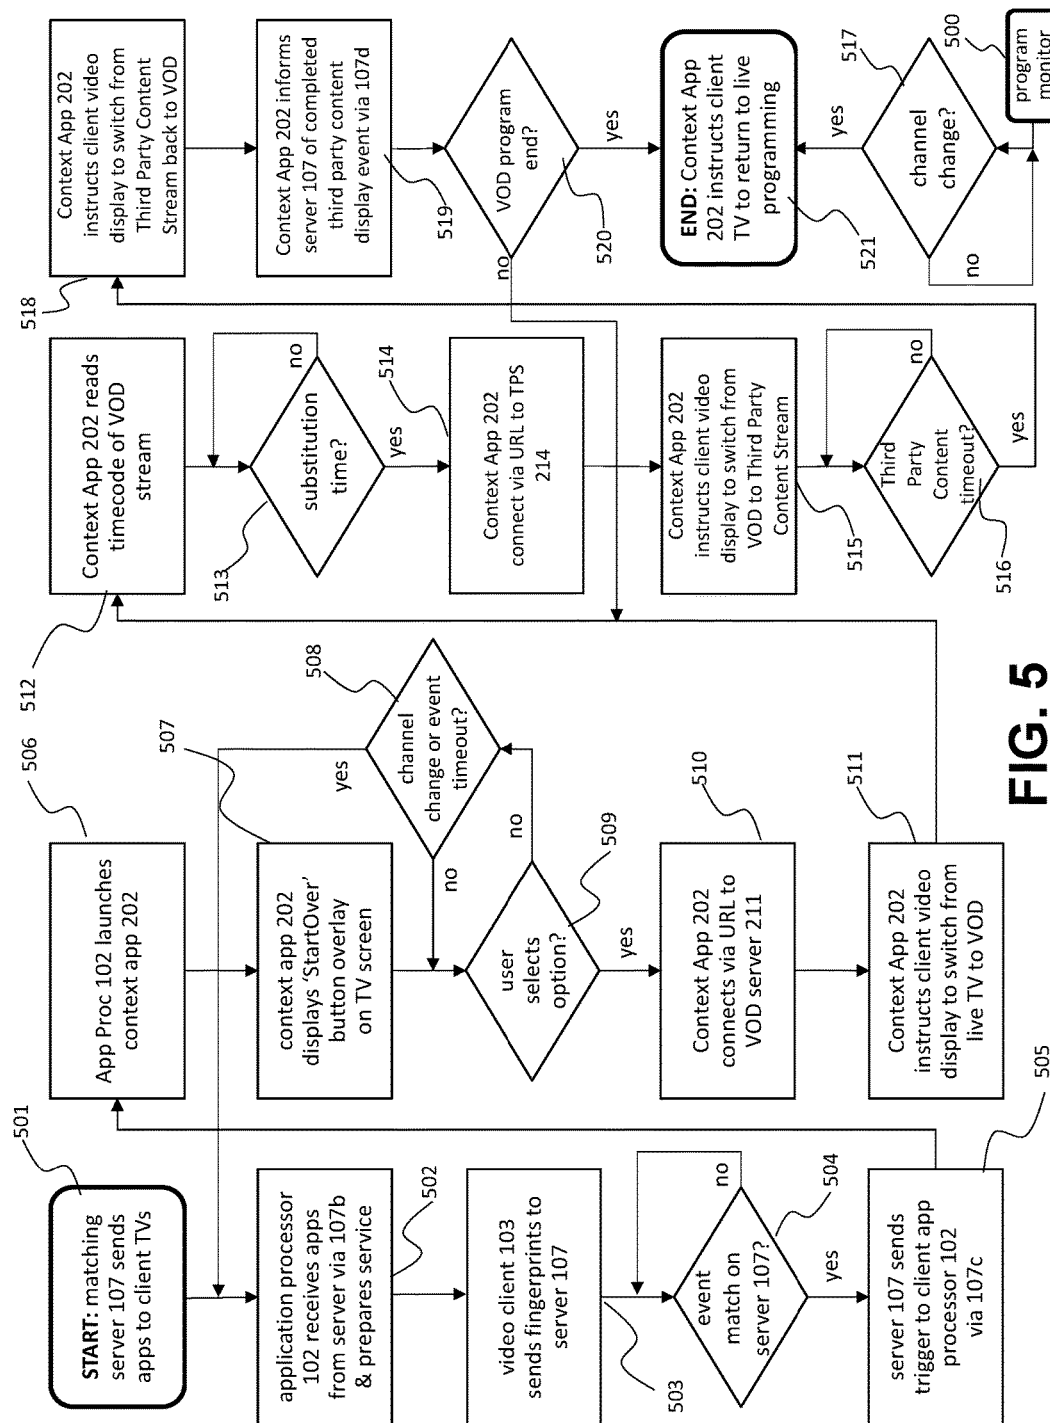 501
START: matching
server 107 sends
apps to client TVs
application processor
102 receives apps
from server via 107b
& prepares service
502
video client 103
sends fingerprints to
server 107
503
event
match on
server 107?
504
no
yes
server 107 sends
trigger to client app
processor 102
via 107c
505
506
App Proc 102 launches
context app 202
507
context app 202
displays ‘StartOver’
button overlay
on TV screen
508
channel
change or event
timeout?
yes
no
user
selects
option?
509
no
yes
510
Context App 202
connects via URL to
VOD server 211
511
Context App 202
instructs client video
display to switch from
live TV to VOD
512
Context App 202 reads
timecode of VOD
stream
513
substitution
time?
no
yes
514
Context App 202
connect via URL to TPS
214
Context App 202
instructs client video
display to switch from
VOD to Third Party
Content Stream
515
Third
Party
Content
timeout?
no
yes
516
518
Context App 202
instructs client video
display to switch from
Third Party Content
Stream back to VOD
Context App 202 informs
server 107 of completed
third party content
display event via 107d
519
VOD program
end?
no
yes
520
END: Context App
202 instructs client
TV to return to live
programming
521
yes
517
channel
change?
no
500
program
monitor
FIG. 5